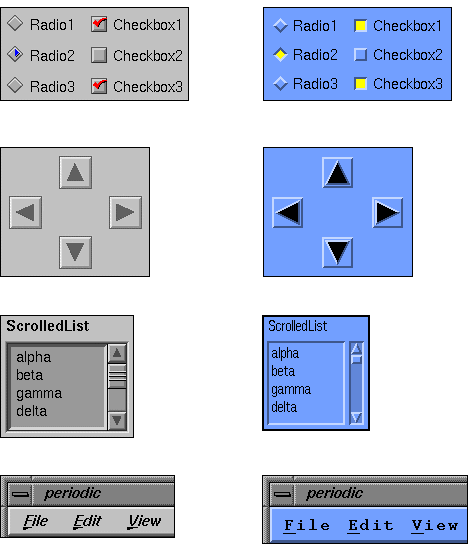 Radio1 Checkbox1
Radio2 Checkbox2
Radio3 Checkbox3
Radio1 Checkbox1
Radio2 Checkbox2
Radio3 Checkbox3
ScrolledList
alpha
beta
gamma
delta
ScrolledList
alpha
beta
gamma
delta
periodic
File Edit View
periodic
File Edit View